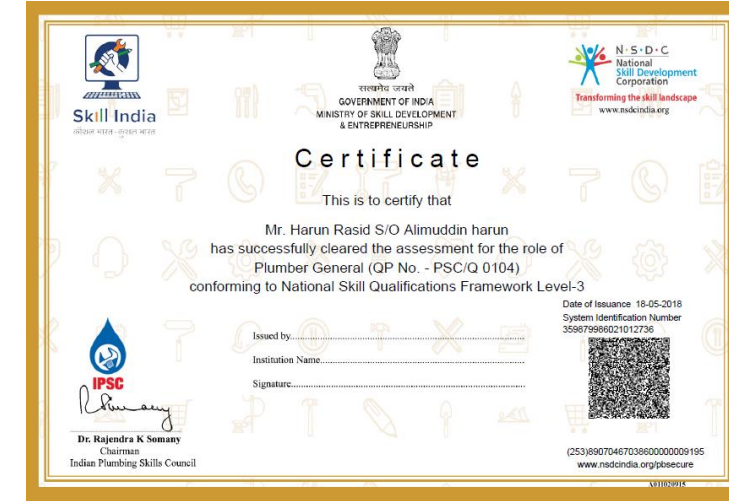 Skill India
कौशल भारत - कुशल भारत
सत्यमेव जयते
GOVERNMENT OF INDIA
MINISTRY OF SKILL DEVELOPMENT
& ENTREPRENEURSHIP
N·S·D·C
National
Skill Development
Corporation
Transforming the skill landscape
www.nsdcindia.org
Certificate
This is to certify that
Mr. Harun Rasid S/O Alimuddin harun
has successfully cleared the assessment for the role of
Plumber General (QP No. - PSC/Q 0104)
conforming to National Skill Qualifications Framework Level-3
Date of Issuance 18-05-2018
System Identification Number
359879986021012736
Issued by
Institution Name
Signature
IPSC
Dr. Rajendra K Somany
Chairman
Indian Plumbing Skills Council
(253)8907046703860000009195
www.nsdcindia.org/pbsecure
A011020915